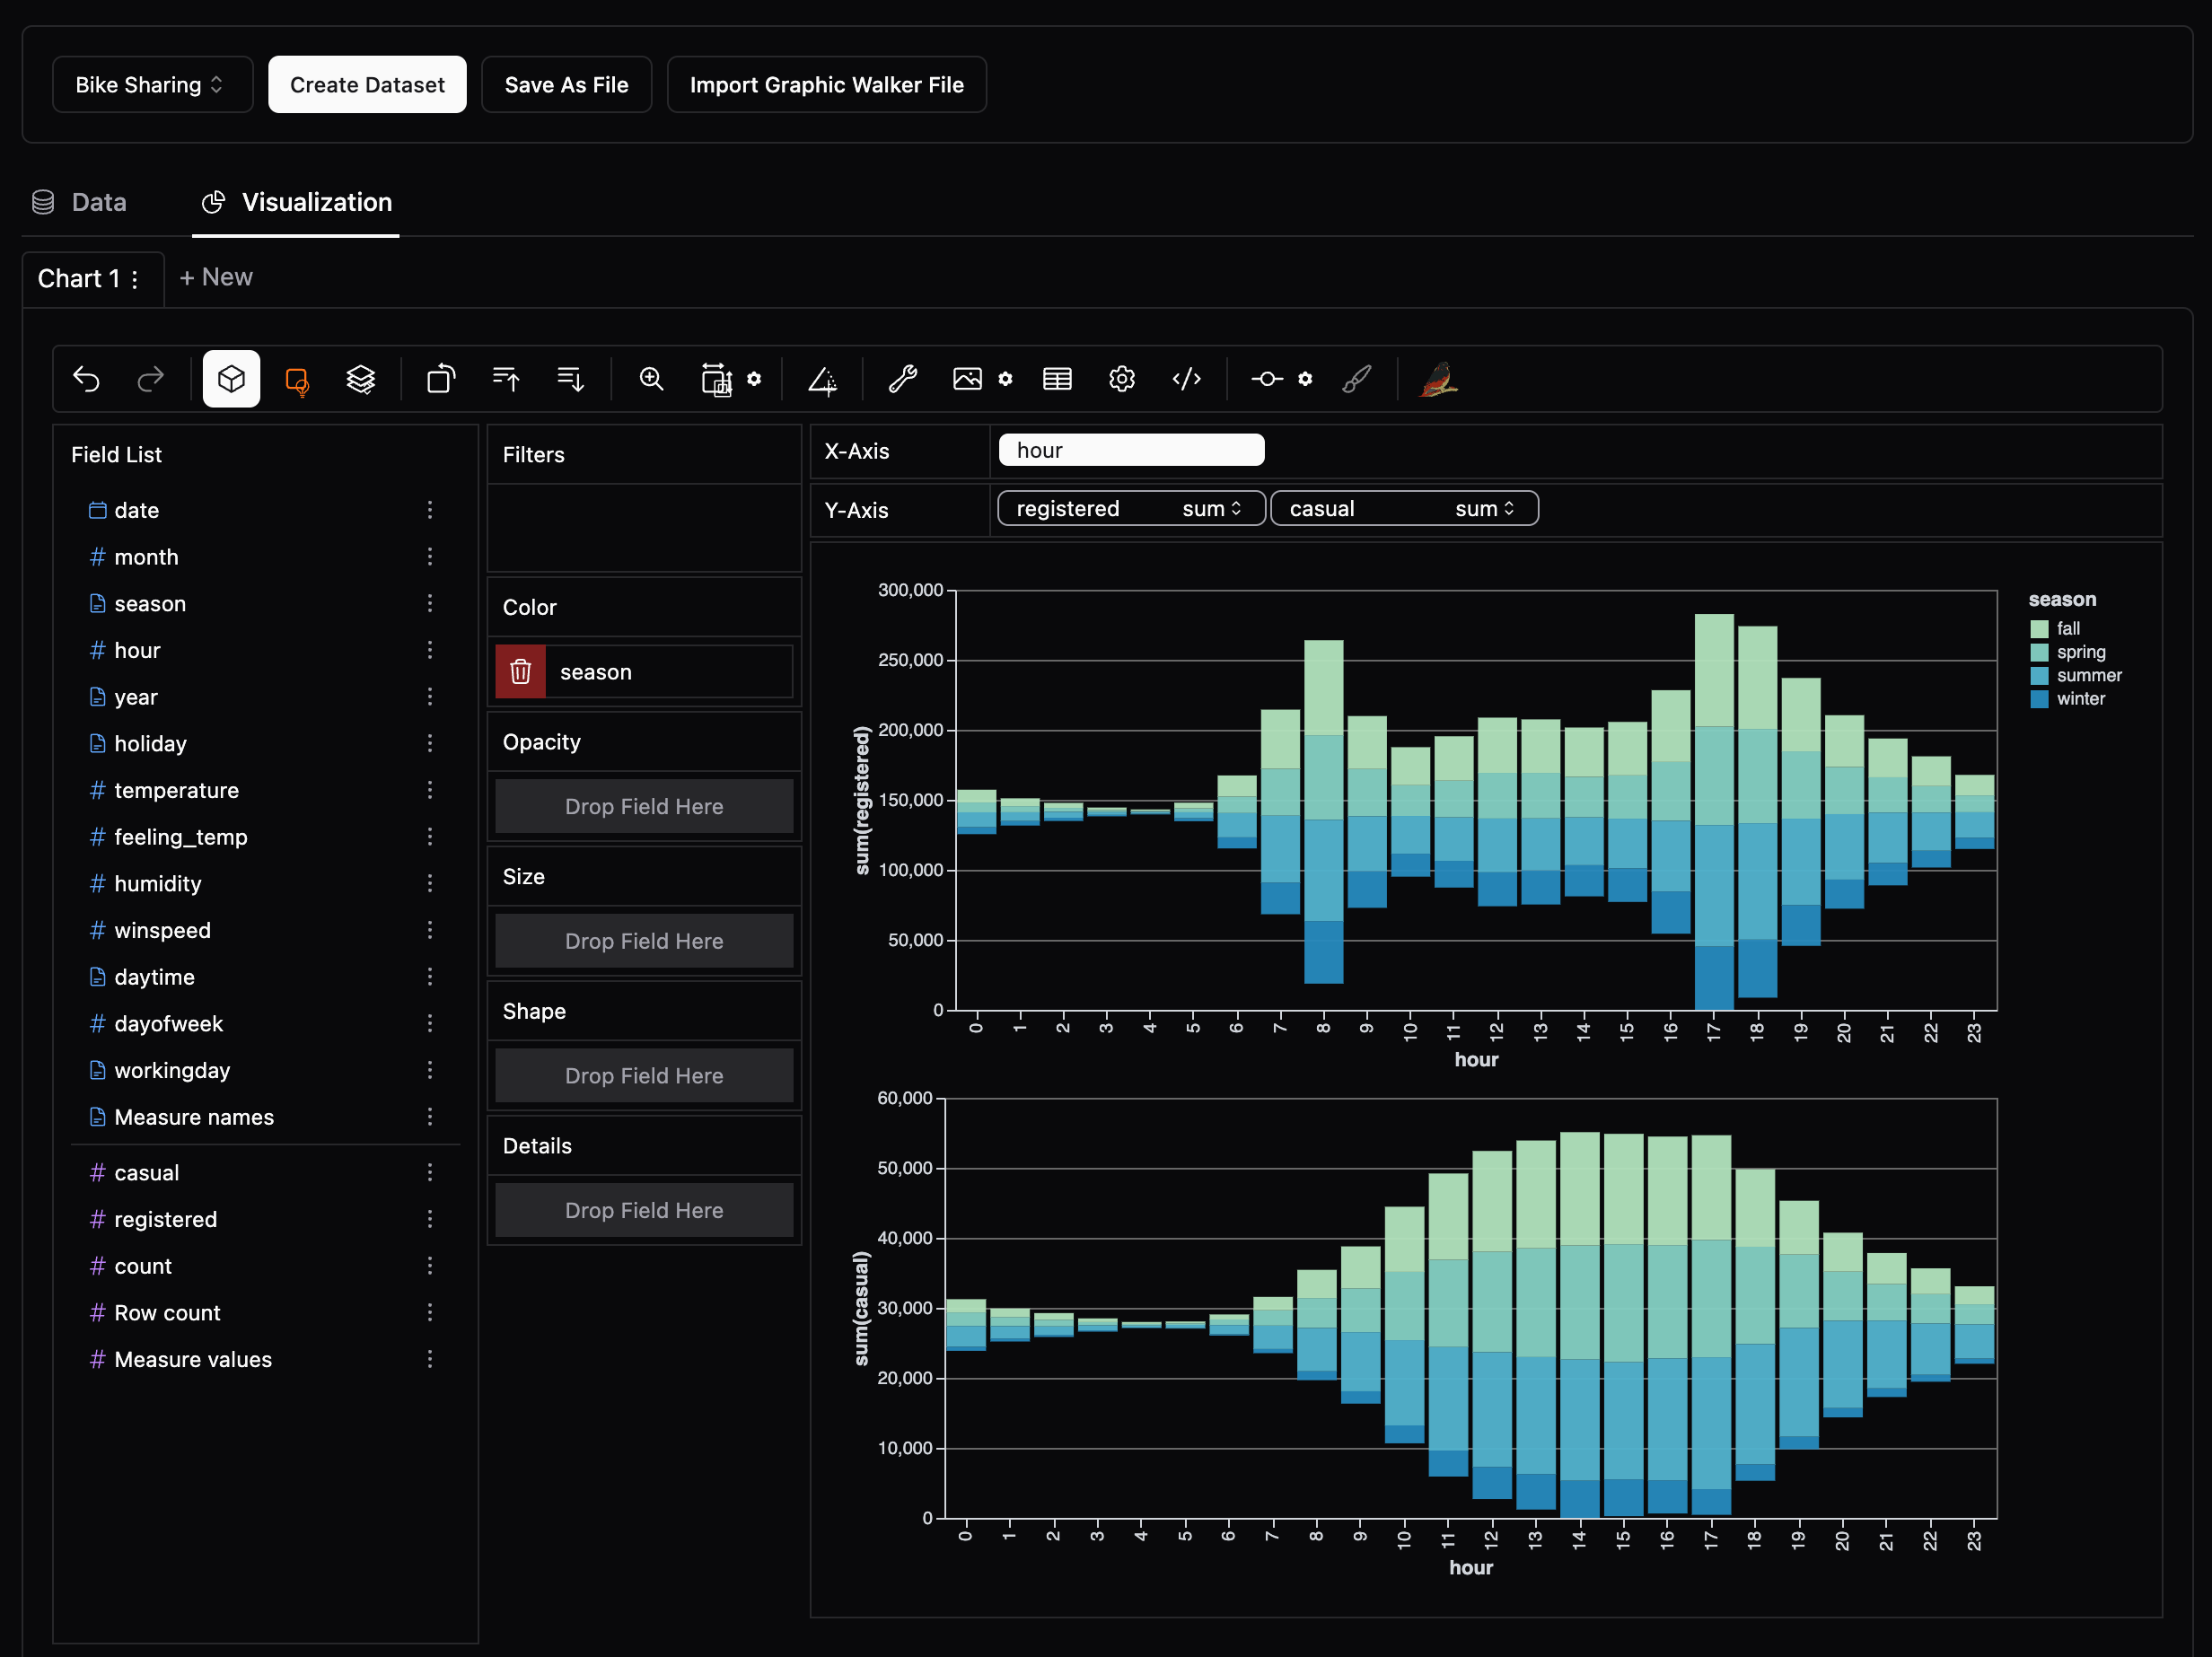 Bike Sharing
Create Dataset
Save As File
Import Graphic Walker File
Data
Visualization
Chart 1
+ New
Field List
date
month
season
hour
year
holiday
temperature
feeling_temp
humidity
winspeed
daytime
dayofweek
workingday
Measure names
casual
registered
count
Row count
Measure values
Filters
Color
season
Opacity
Drop Field Here
Size
Drop Field Here
Shape
Drop Field Here
Details
Drop Field Here
X-Axis
hour
Y-Axis
registered sum
casual sum
300,000
250,000
200,000
150,000
100,000
50,000
0
sum(registered)
0 1 2 3 4 5 6 7 8 9 10 11 12 13 14 15 16 17 18 19 20 21 22 23
hour
season
fall
spring
summer
winter
60,000
50,000
40,000
30,000
20,000
10,000
0
sum(casual)
0 1 2 3 4 5 6 7 8 9 10 11 12 13 14 15 16 17 18 19 20 21 22 23
hour